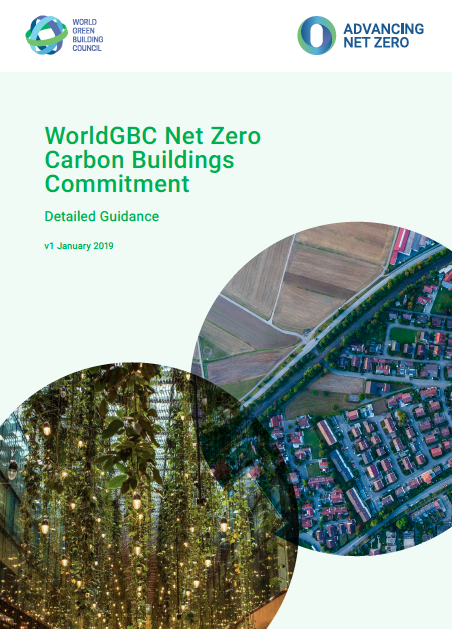 WORLD
GREEN
BUILDING
COUNCIL
ADVANCING
NET ZERO
WorldGBC Net Zero
Carbon Buildings
Commitment
Detailed Guidance
v1 January 2019